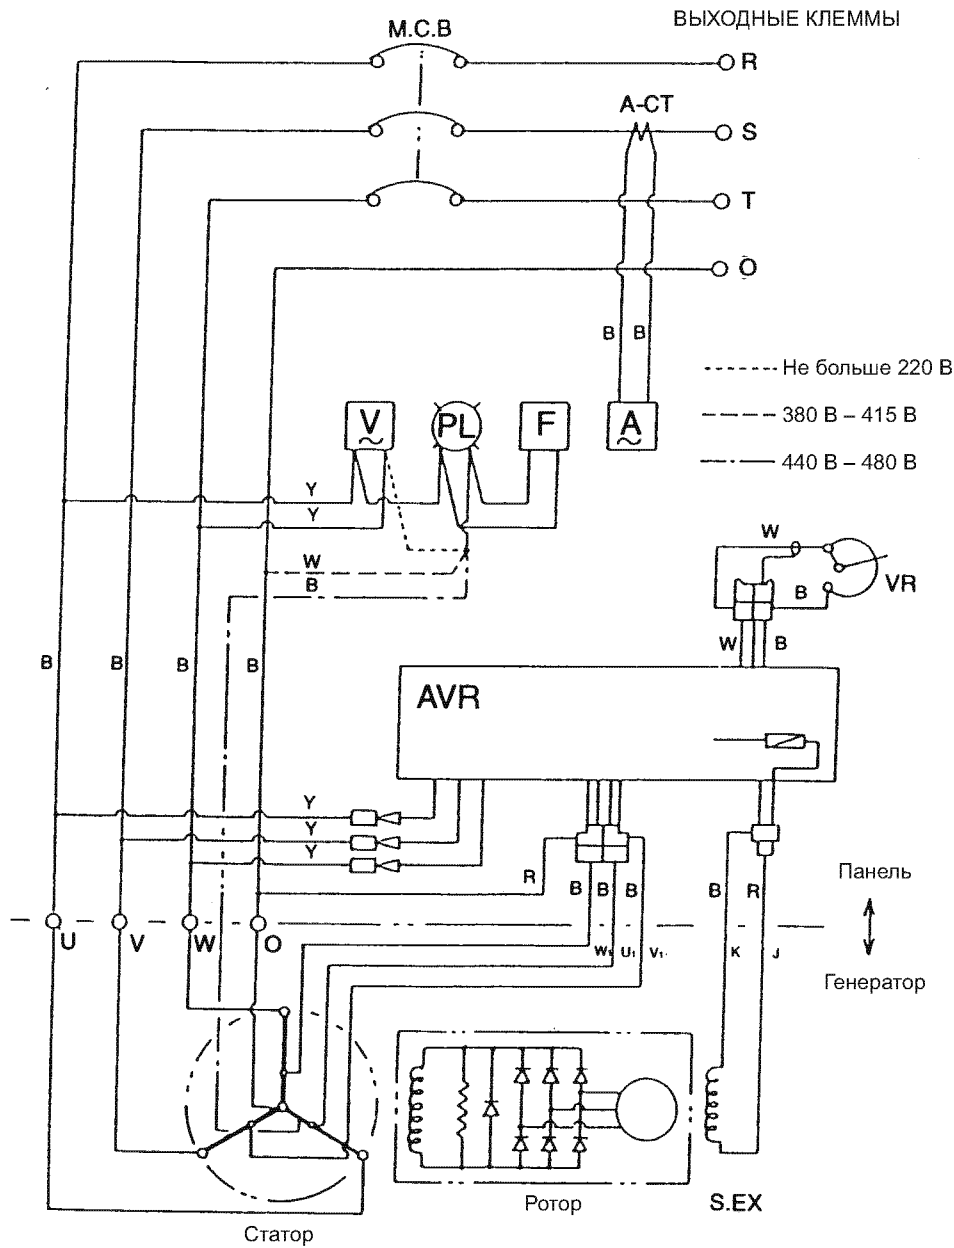 ВЫХОДНЫЕ КЛЕММЫ
M.C.B
R
A-CT
S
T
O
B B
Не больше 220 В
380 В – 415 В
440 В – 480 В
V
~
PL
F
A
~
Y
Y
W
B
W
B
VR
W B
B B B B
AVR
Y
Y
Y
R B B B
B R
Панель
U V W O
W1 U1 V1.
K J
Генератор
Статор
Ротор
S.EX